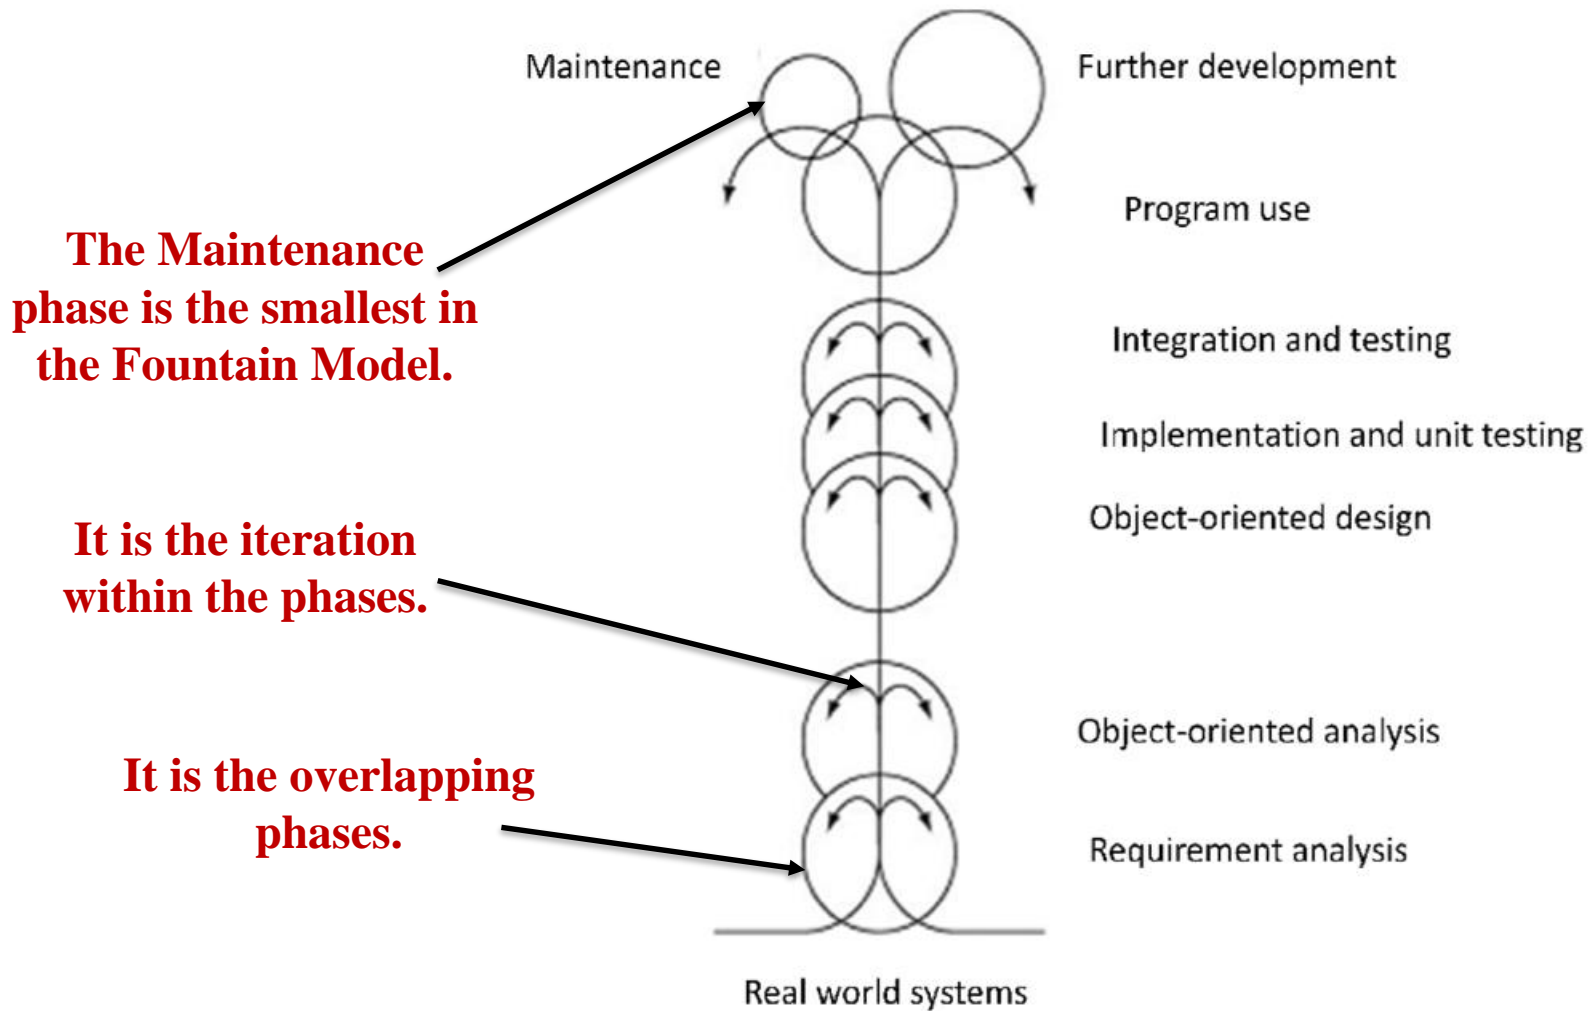 Maintenance
Further development
Program use
The Maintenance
phase is the smallest in
the Fountain Model.
Integration and testing
Implementation and unit testing
Object-oriented design
It is the iteration
within the phases.
Object-oriented analysis
It is the overlapping
phases.
Requirement analysis
Real world systems